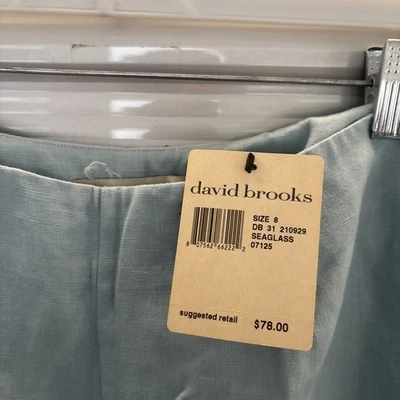 david brooks
SIZE 8
DB 31 210929
SEAGLASS
07125
8 07562 66222 2
suggested retail $78.00